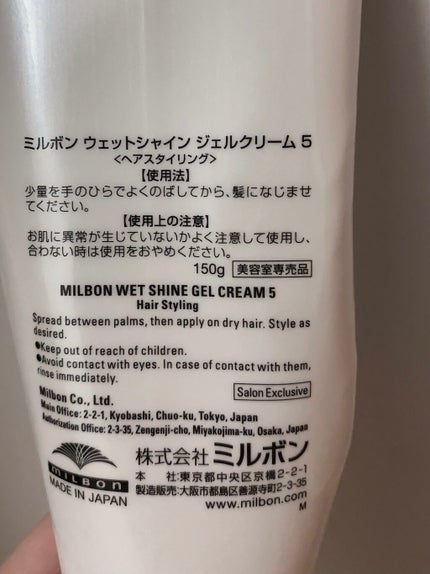 ミルボン ウェットシャイン ジェルクリーム 5
<ヘアスタイリング>
【使用法】
少量を手のひらでよくのばしてから、髪になじませ
てください。
【使用上の注意】
お肌に異常が生じていないかよく注意して使用し、
合わない時は使用をおやめください。
150g 美容室専売品
MILBON WET SHINE GEL CREAM 5
Hair Styling
Spread between palms, then apply on dry hair. Style as
desired.
●Keep out of reach of children.
●Avoid contact with eyes. In case of contact with them,
rinse immediately.
Salon Exclusive
Milbon Co., Ltd.
Main Office: 2-2-1, Kyobashi, Chuo-ku, Tokyo, Japan
Authorization Office: 2-3-35, Zengenji-cho, Miyakojima-ku, Osaka, Japan
MILBON
MADE IN JAPAN
株式会社 ミルボン
本 社:東京都中央区京橋2-2-1
製造販売:大阪市都島区善源寺町2-3-35
www.milbon.com
M